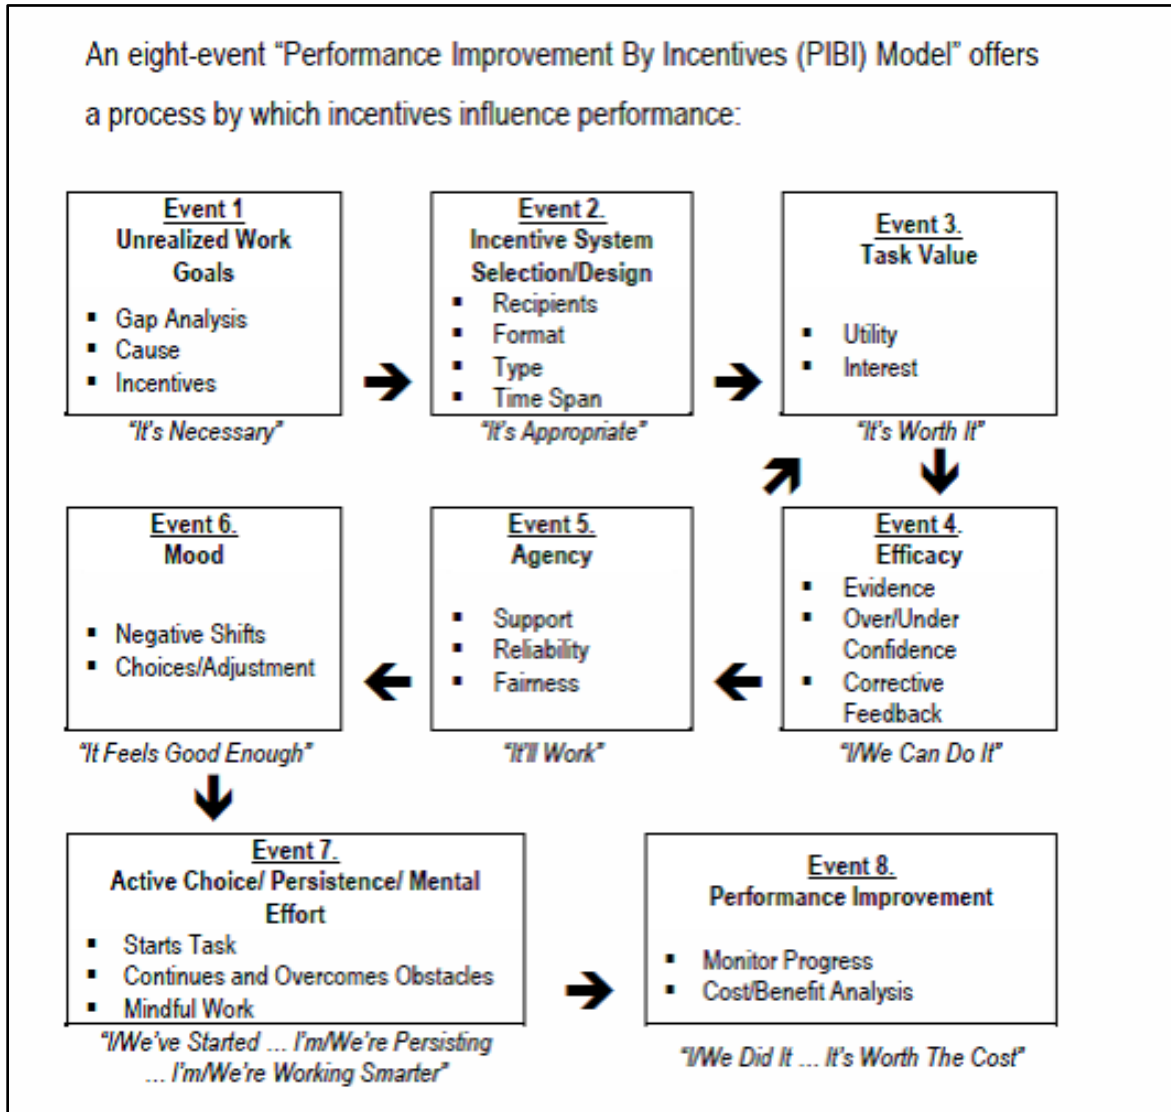 An eight-event “Performance Improvement By Incentives (PIBI) Model” offers
a process by which incentives influence performance:
Event 1
Unrealized Work
Goals
▪ Gap Analysis
▪ Cause
▪ Incentives
“It’s Necessary”
Event 2.
Incentive System
Selection/Design
▪ Recipients
▪ Format
▪ Type
▪ Time Span
“It’s Appropriate”
Event 3.
Task Value
▪ Utility
▪ Interest
“It’s Worth It”
Event 4.
Efficacy
▪ Evidence
▪ Over/Under
Confidence
▪ Corrective
Feedback
“I/We Can Do It”
Event 5.
Agency
▪ Support
▪ Reliability
▪ Fairness
“It’ll Work”
Event 6.
Mood
▪ Negative Shifts
▪ Choices/Adjustment
“It Feels Good Enough”
Event 7.
Active Choice/ Persistence/ Mental
Effort
▪ Starts Task
▪ Continues and Overcomes Obstacles
▪ Mindful Work
“I/We’ve Started ... I’m/We’re Persisting
... I’m/We’re Working Smarter”
Event 8.
Performance Improvement
▪ Monitor Progress
▪ Cost/Benefit Analysis
“I/We Did It ... It’s Worth The Cost”